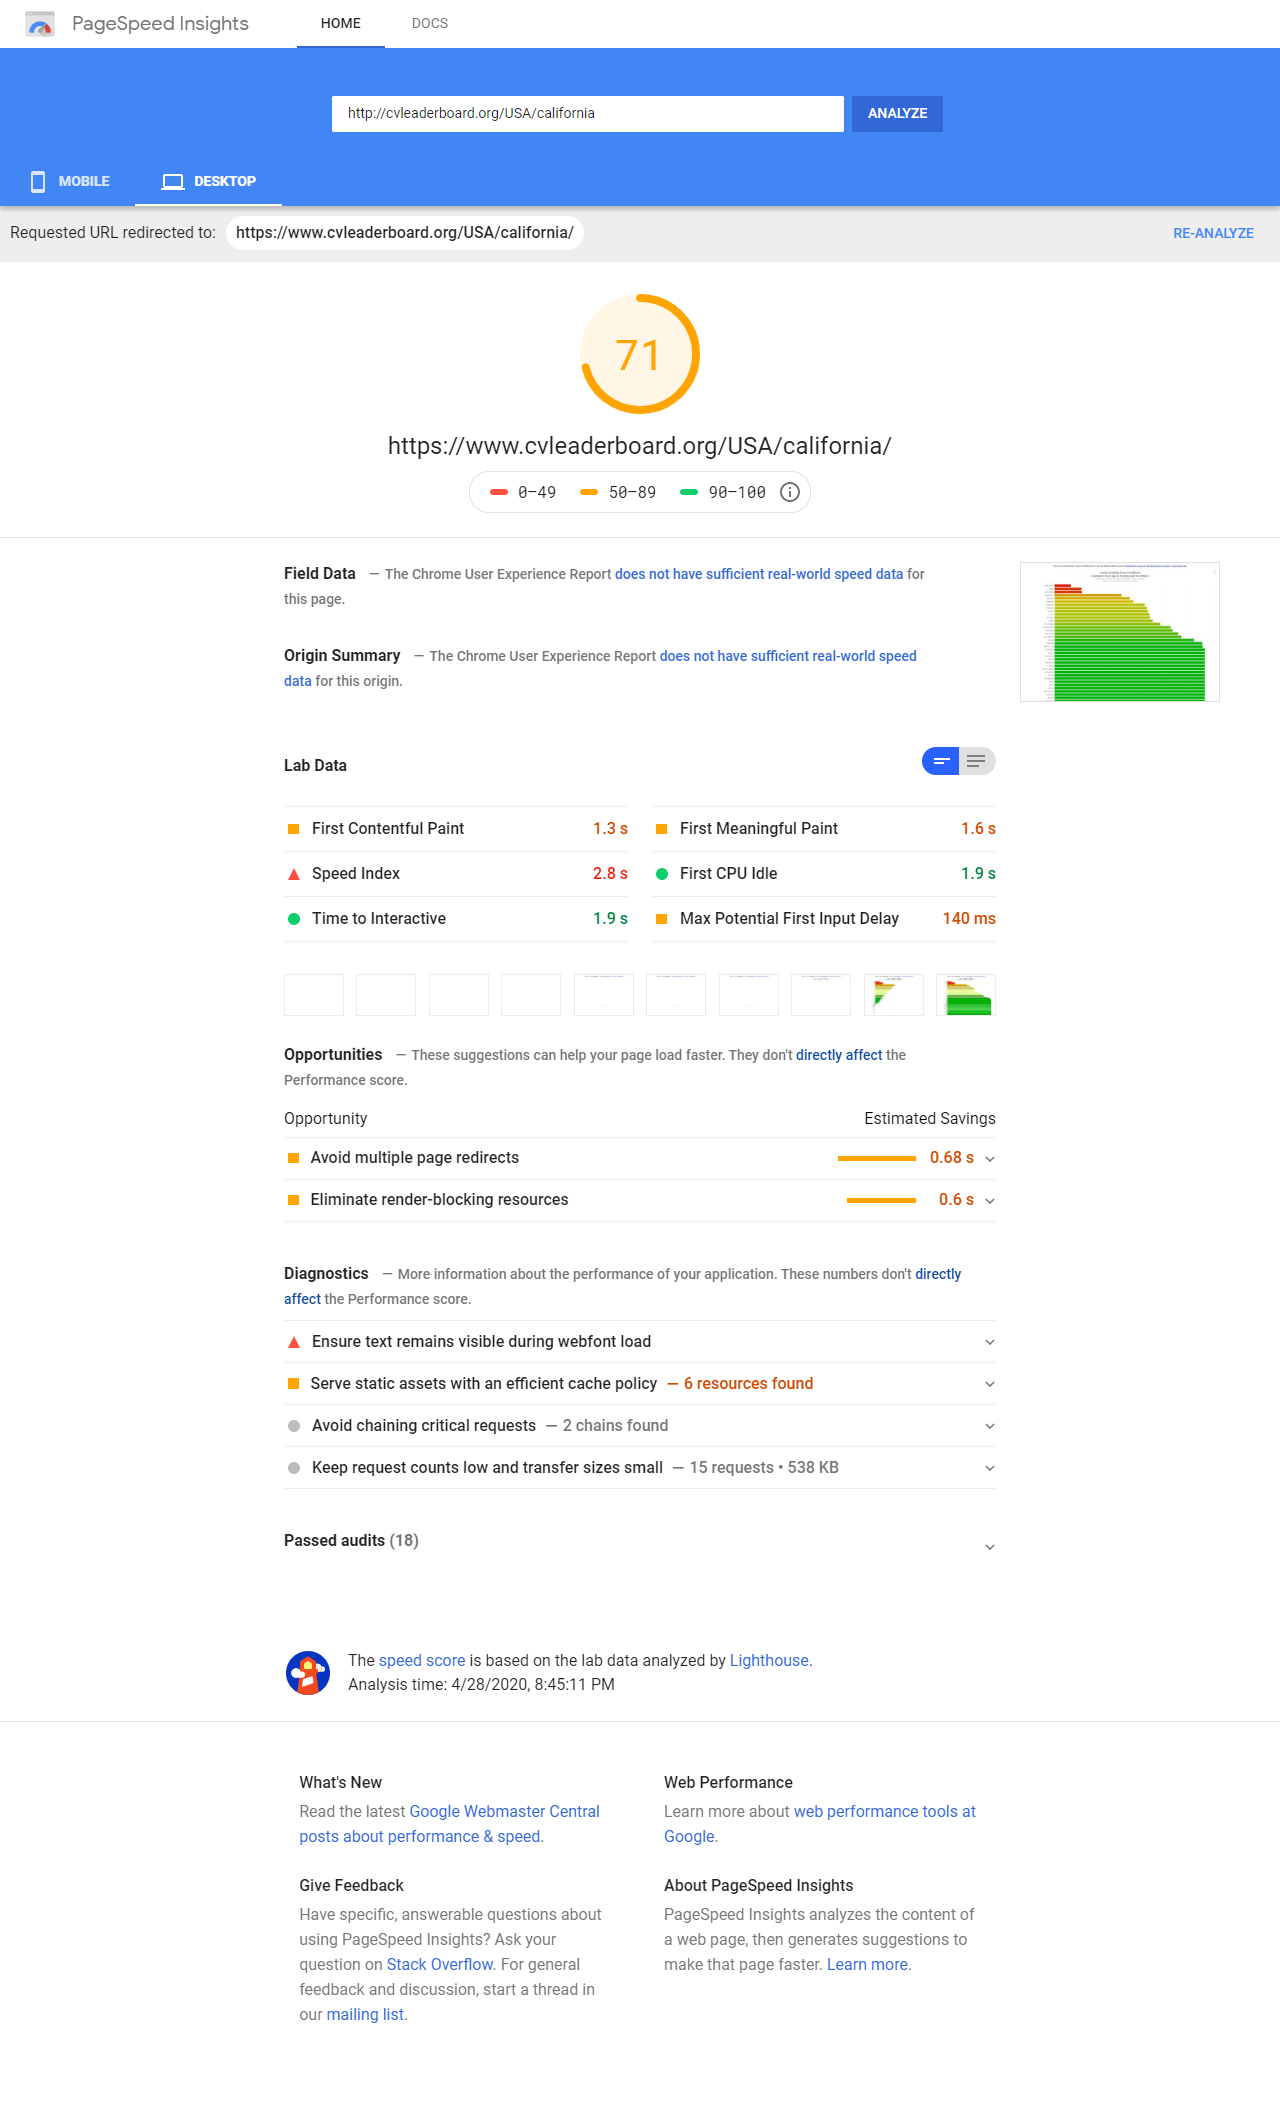 PageSpeed Insights
HOME
DOCS
http://cvleaderboard.org/USA/california
ANALYZE
MOBILE
DESKTOP
Requested URL redirected to: https://www.cvleaderboard.org/USA/california/
RE-ANALYZE
71
https://www.cvleaderboard.org/USA/california/
0–49 50–89 90–100
Field Data — The Chrome User Experience Report does not have sufficient real-world speed data for
this page.
Origin Summary — The Chrome User Experience Report does not have sufficient real-world speed
data for this origin.
Lab Data
First Contentful Paint 1.3 s
First Meaningful Paint 1.6 s
Speed Index 2.8 s
First CPU Idle 1.9 s
Time to Interactive 1.9 s
Max Potential First Input Delay 140 ms
Opportunities — These suggestions can help your page load faster. They don't directly affect the
Performance score.
Opportunity Estimated Savings
Avoid multiple page redirects 0.68 s
Eliminate render-blocking resources 0.6 s
Diagnostics — More information about the performance of your application. These numbers don't directly
affect the Performance score.
Ensure text remains visible during webfont load
Serve static assets with an efficient cache policy — 6 resources found
Avoid chaining critical requests — 2 chains found
Keep request counts low and transfer sizes small — 15 requests • 538 KB
Passed audits (18)
The speed score is based on the lab data analyzed by Lighthouse.
Analysis time: 4/28/2020, 8:45:11 PM
What's New
Read the latest Google Webmaster Central
posts about performance & speed.
Web Performance
Learn more about web performance tools at
Google.
Give Feedback
Have specific, answerable questions about
using PageSpeed Insights? Ask your
question on Stack Overflow. For general
feedback and discussion, start a thread in
our mailing list.
About PageSpeed Insights
PageSpeed Insights analyzes the content of
a web page, then generates suggestions to
make that page faster. Learn more.